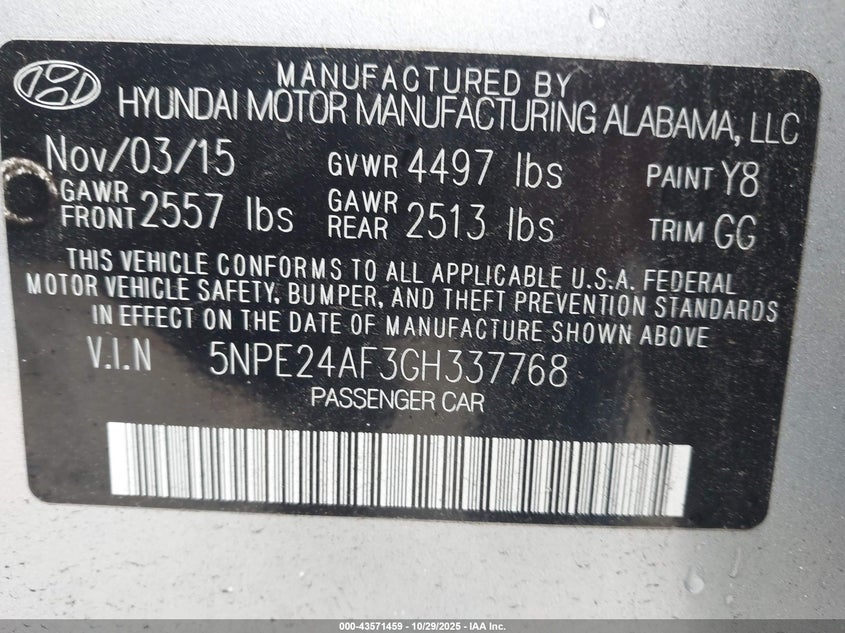 MANUFACTURED BY
HYUNDAI MOTOR MANUFACTURING ALABAMA, LLC
Nov/03/15 GVWR 4497 lbs PAINT Y8
GAWR FRONT 2557 lbs GAWR REAR 2513 lbs TRIM GG
THIS VEHICLE CONFORMS TO ALL APPLICABLE U.S.A. FEDERAL
MOTOR VEHICLE SAFETY, BUMPER, AND THEFT PREVENTION STANDARDS
IN EFFECT ON THE DATE OF MANUFACTURE SHOWN ABOVE
V.I.N 5NPE24AF3GH337768
PASSENGER CAR
000-43571459 | 10/29/2025 - IAA Inc.